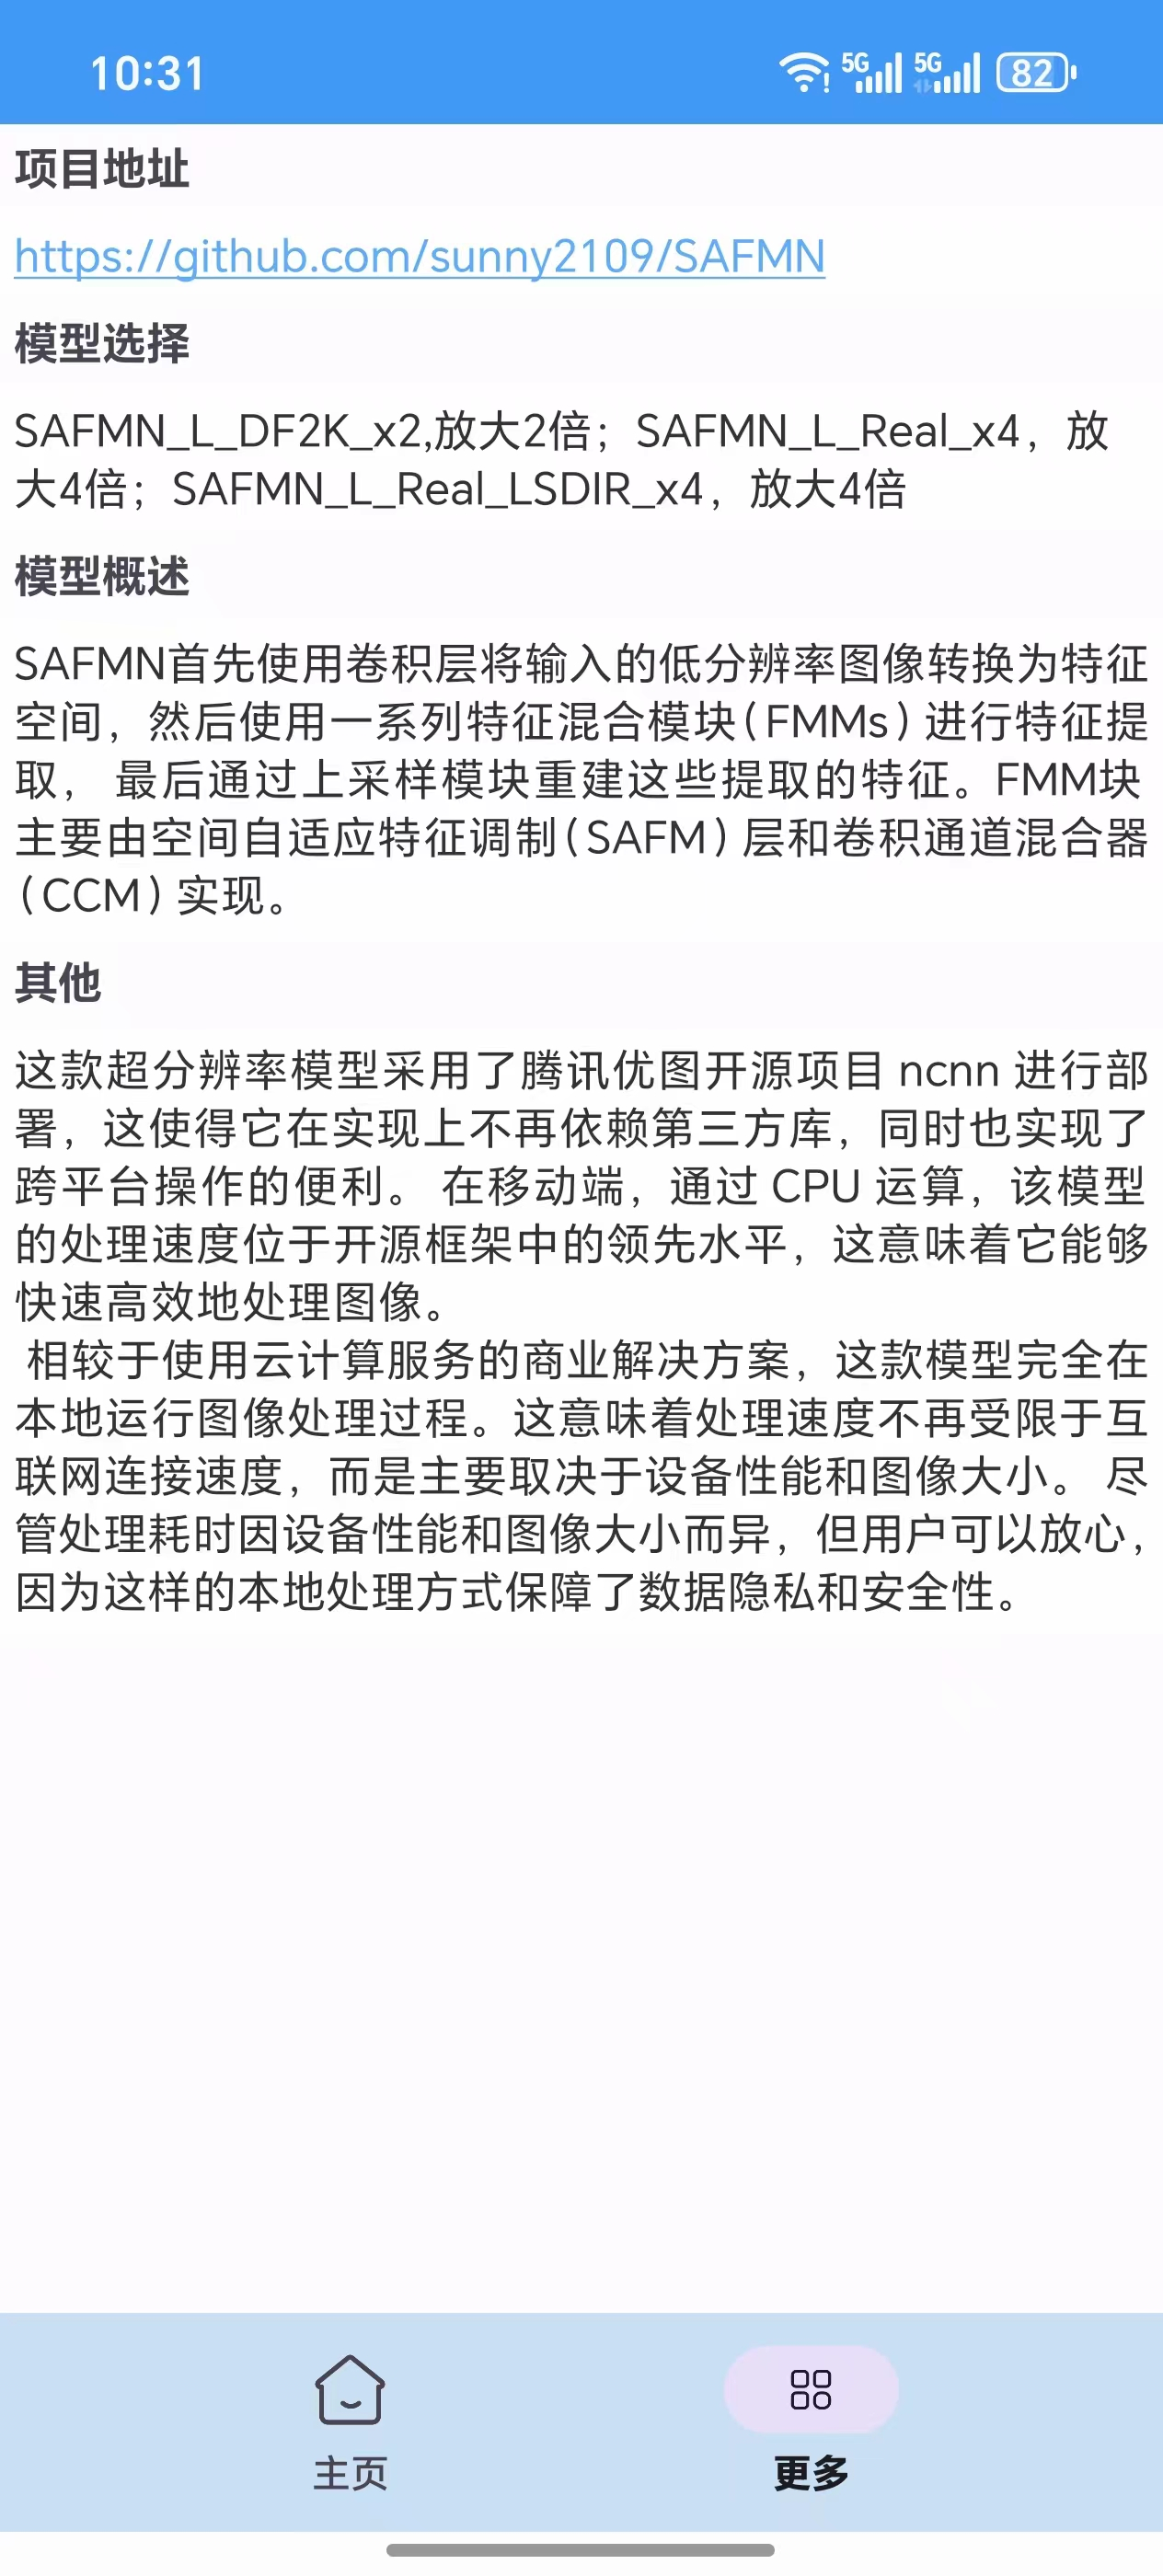 10:31
5G 5G 82
项目地址
https://github.com/sunny2109/SAFMN
模型选择
SAFMN_L_DF2K_x2,放大2倍；SAFMN_L_Real_x4，放
大4倍；SAFMN_L_Real_LSDIR_x4，放大4倍
模型概述
SAFMN首先使用卷积层将输入的低分辨率图像转换为特征
空间，然后使用一系列特征混合模块(FMMs)进行特征提
取， 最后通过上采样模块重建这些提取的特征。FMM块
主要由空间自适应特征调制(SAFM)层和卷积通道混合器
(CCM)实现。
其他
这款超分辨率模型采用了腾讯优图开源项目 ncnn 进行部
署，这使得它在实现上不再依赖第三方库，同时也实现了
跨平台操作的便利。 在移动端，通过 CPU 运算，该模型
的处理速度位于开源框架中的领先水平，这意味着它能够
快速高效地处理图像。
相较于使用云计算服务的商业解决方案，这款模型完全在
本地运行图像处理过程。这意味着处理速度不再受限于互
联网连接速度，而是主要取决于设备性能和图像大小。 尽
管处理耗时因设备性能和图像大小而异，但用户可以放心，
因为这样的本地处理方式保障了数据隐私和安全性。
主页 更多